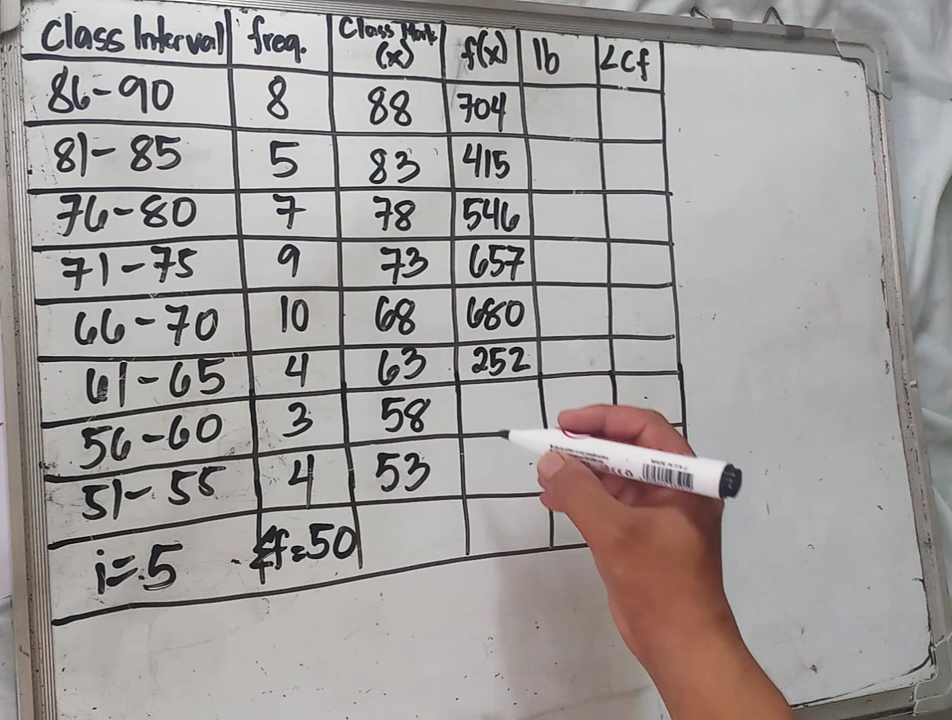 Class Interval freq. Class Mark (x) f(x) lb <Cf
86-90 8 88 704
81-85 5 83 415
76-80 7 78 546
71-75 9 73 657
66-70 10 68 680
61-65 4 63 252
56-60 3 58
51-55 4 53
i=5 Σf=50